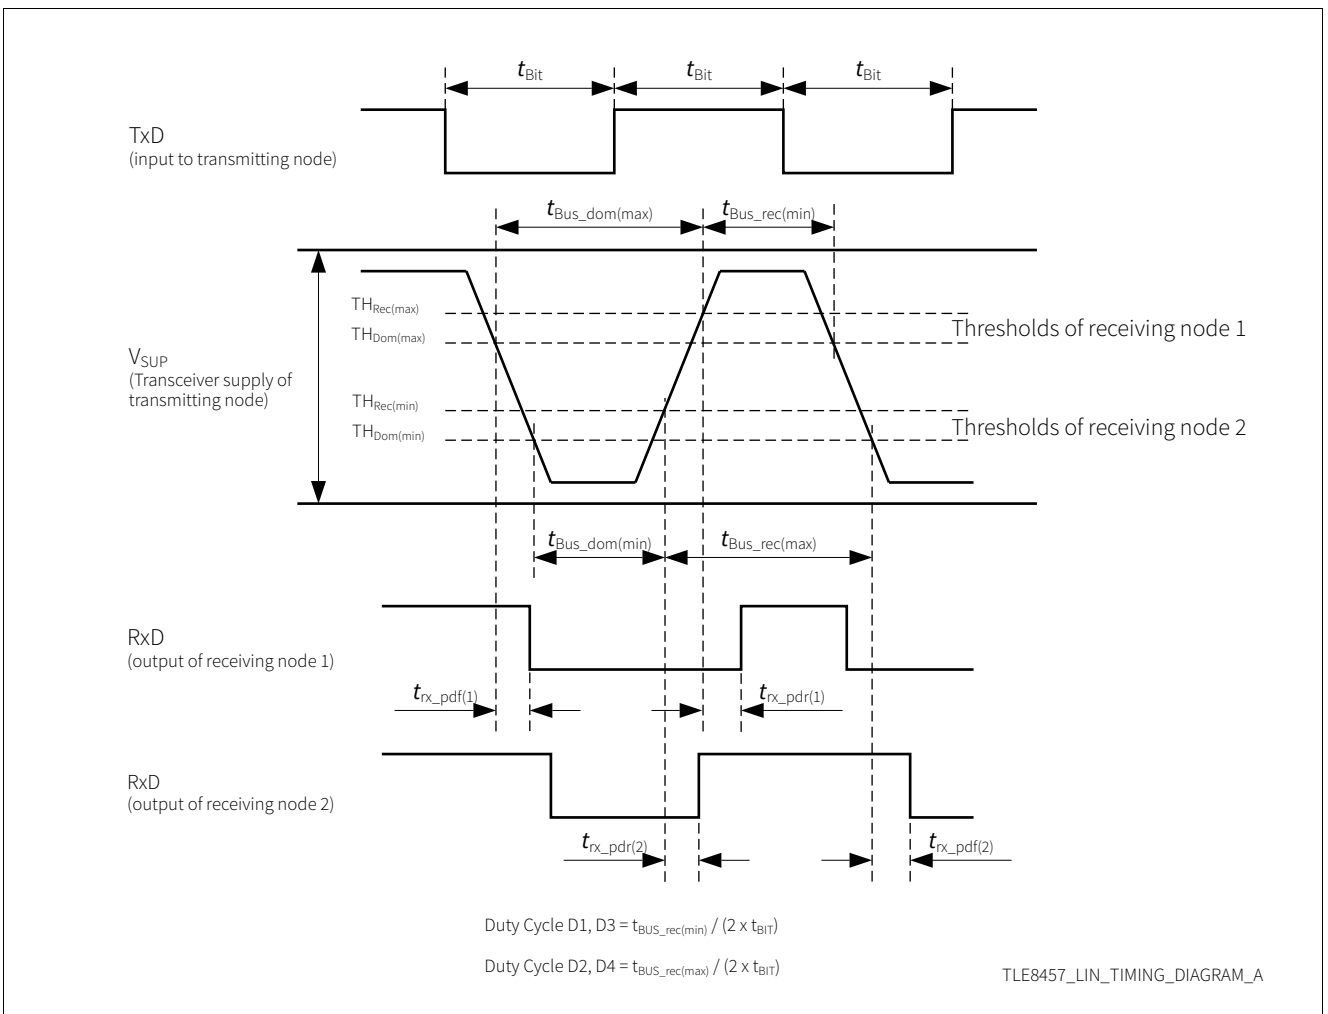 tBit tBit tBit
TxD
(input to transmitting node)
tBus_dom(max) tBus_rec(min)
THRec(max)
Thresholds of receiving node 1
THDom(max)
VSUP
(Transceiver supply of
transmitting node)
THRec(min)
Thresholds of receiving node 2
THDom(min)
tBus_dom(min) tBus_rec(max)
RxD
(output of receiving node 1)
trx_pdf(1) trx_pdr(1)
RxD
(output of receiving node 2)
trx_pdr(2) trx_pdf(2)
Duty Cycle D1, D3 = tBUS_rec(min) / (2 x tBIT)
Duty Cycle D2, D4 = tBUS_rec(max) / (2 x tBIT)
TLE8457_LIN_TIMING_DIAGRAM_A